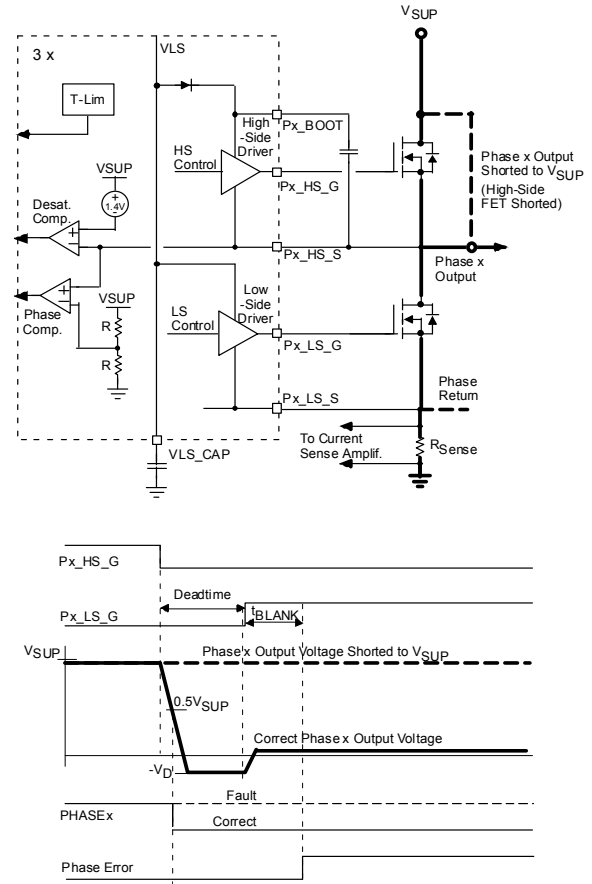 VSUP
3 x
VLS
T-Lim
High
-Side
Driver
Px_BOOT
HS
Control
Px_HS_G
Phase x Output
Shorted to VSUP
(High-Side
FET Shorted)
VSUP
+
1.4V
–
Desat.
Comp.
+
–
Px_HS_S
Phase x
Output
+
–
Phase
Comp.
VSUP
R
R
Low
-Side
Driver
LS
Control
Px_LS_G
Px_LS_S
Phase
Return
To Current
Sense Amplif.
RSense
VLS_CAP
Px_HS_G
Deadtime
Px_LS_G
tBLANK
VSUP
Phase x Output Voltage Shorted to VSUP
0.5VSUP
Correct Phase x Output Voltage
-VD
Fault
PHASEx
Correct
Phase Error